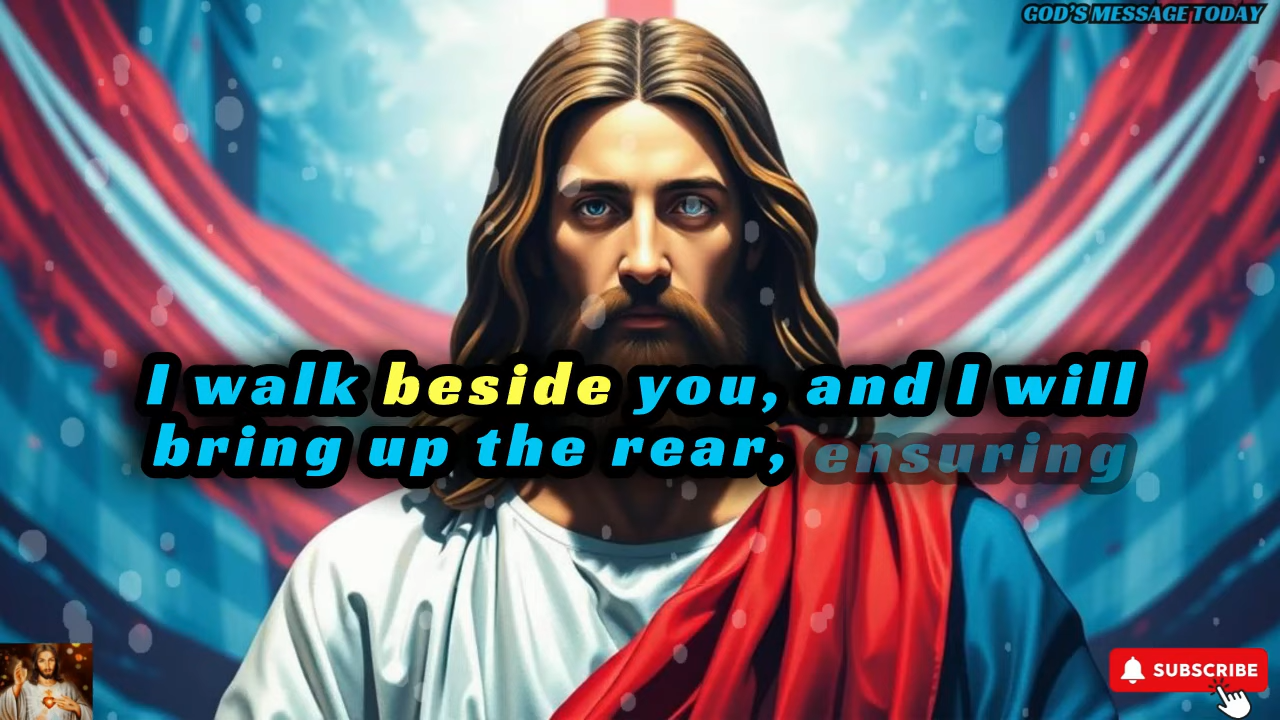 GOD'S MESSAGE TODAY
I walk beside you, and I will
bring up the rear, ensuring
SUBSCRIBE